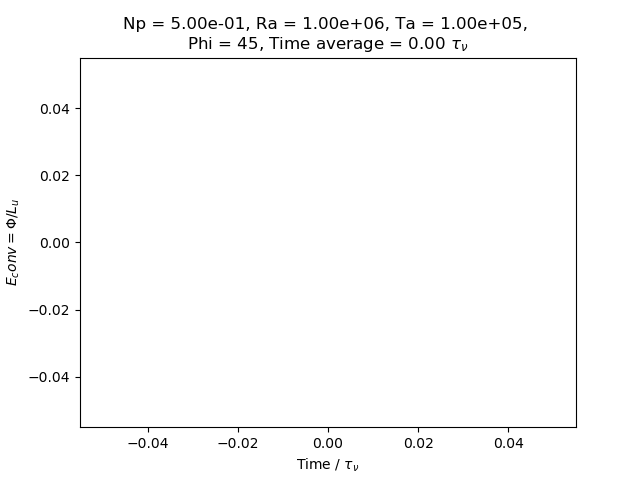 Np = 5.00e-01, Ra = 1.00e+06, Ta = 1.00e+05,
Phi = 45, Time average = 0.00 τν
0.04
0.02
0.00
−0.02
−0.04
E_conv = Φ/L_u
−0.04
−0.02
0.00
0.02
0.04
Time / τν